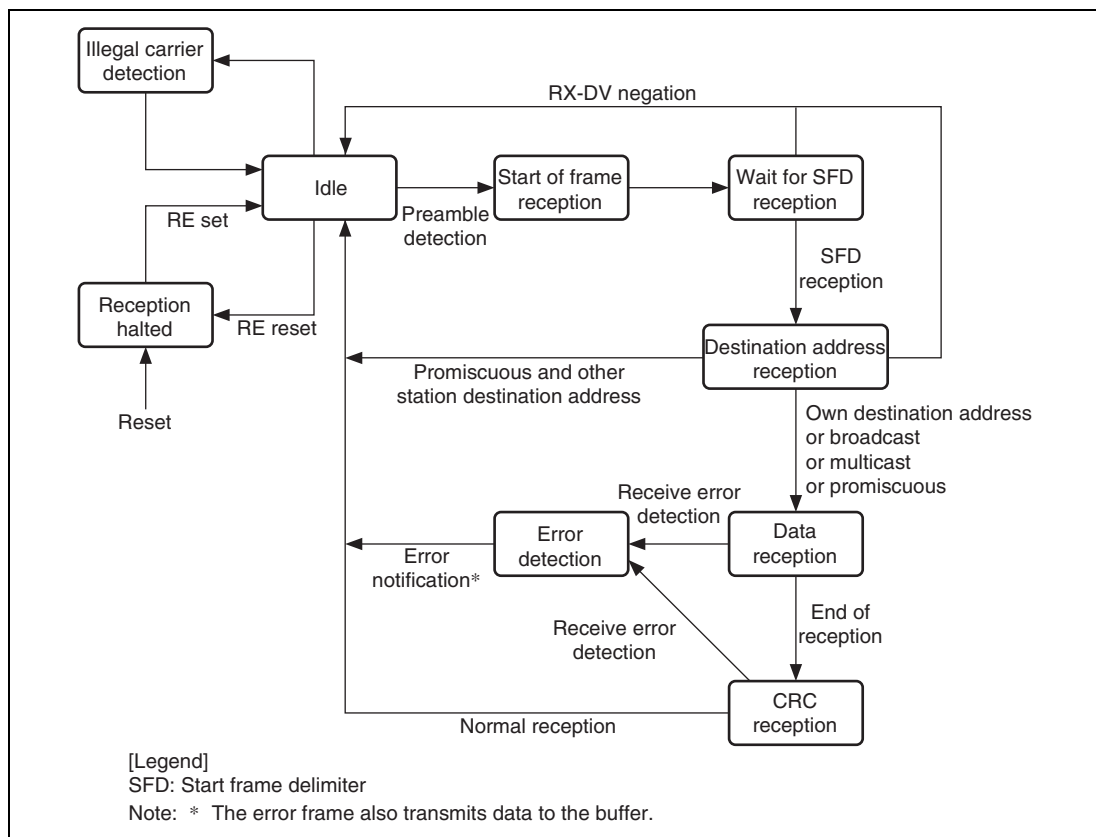 Illegal carrier
detection
RX-DV negation
Idle
Start of frame
reception
Wait for SFD
reception
Preamble
detection
RE set
SFD
reception
Reception
halted
RE reset
Destination address
reception
Promiscuous and other
station destination address
Reset
Own destination address
or broadcast
or multicast
or promiscuous
Receive error
detection
Error
detection
Data
reception
Error
notification*
End of
reception
Receive error
detection
CRC
reception
Normal reception
[Legend]
SFD: Start frame delimiter
Note: * The error frame also transmits data to the buffer.